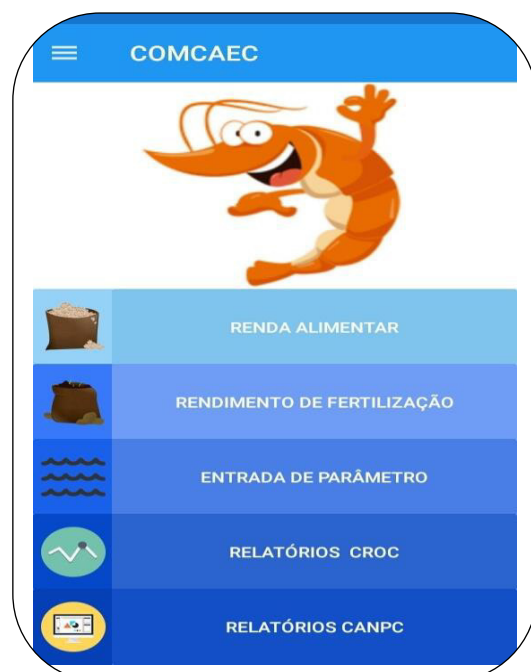 COMCAEC
RENDA ALIMENTAR
RENDIMENTO DE FERTILIZAÇÃO
ENTRADA DE PARÂMETRO
RELATÓRIOS CROC
RELATÓRIOS CANPC